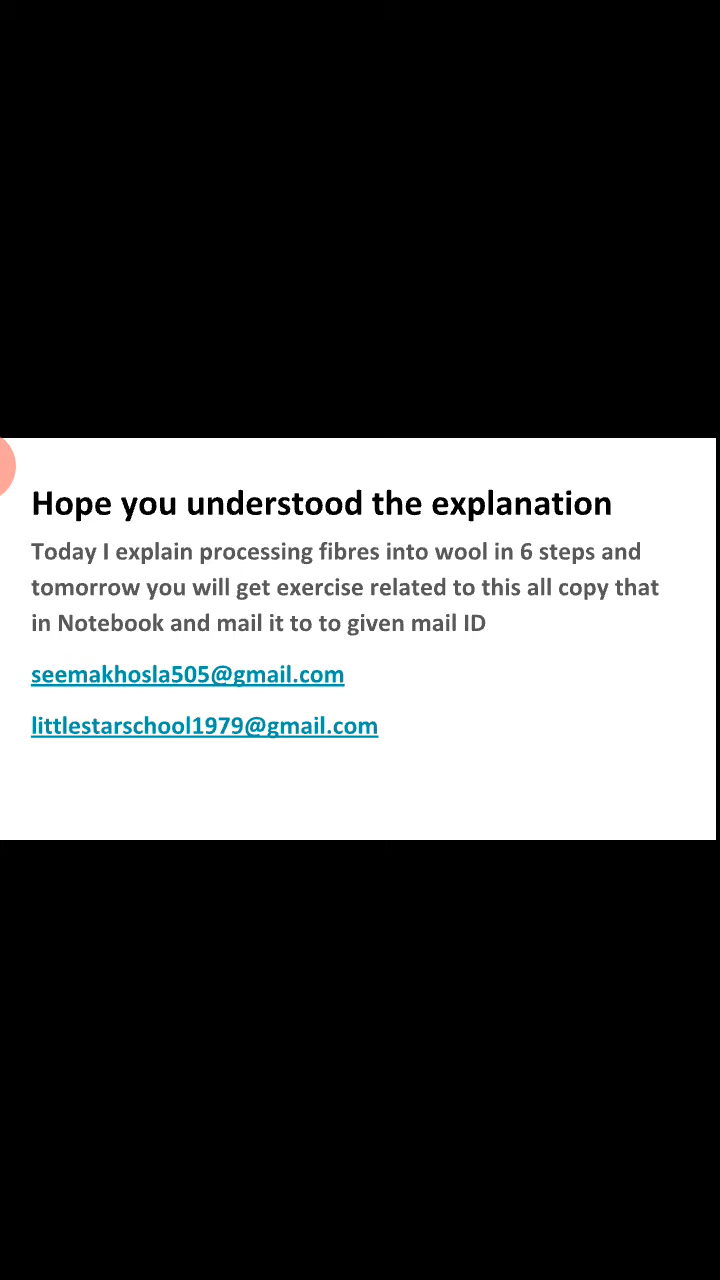 Hope you understood the explanation
Today I explain processing fibres into wool in 6 steps and
tomorrow you will get exercise related to this all copy that
in Notebook and mail it to to given mail ID
seemakhosla505@gmail.com
littlestarschool1979@gmail.com